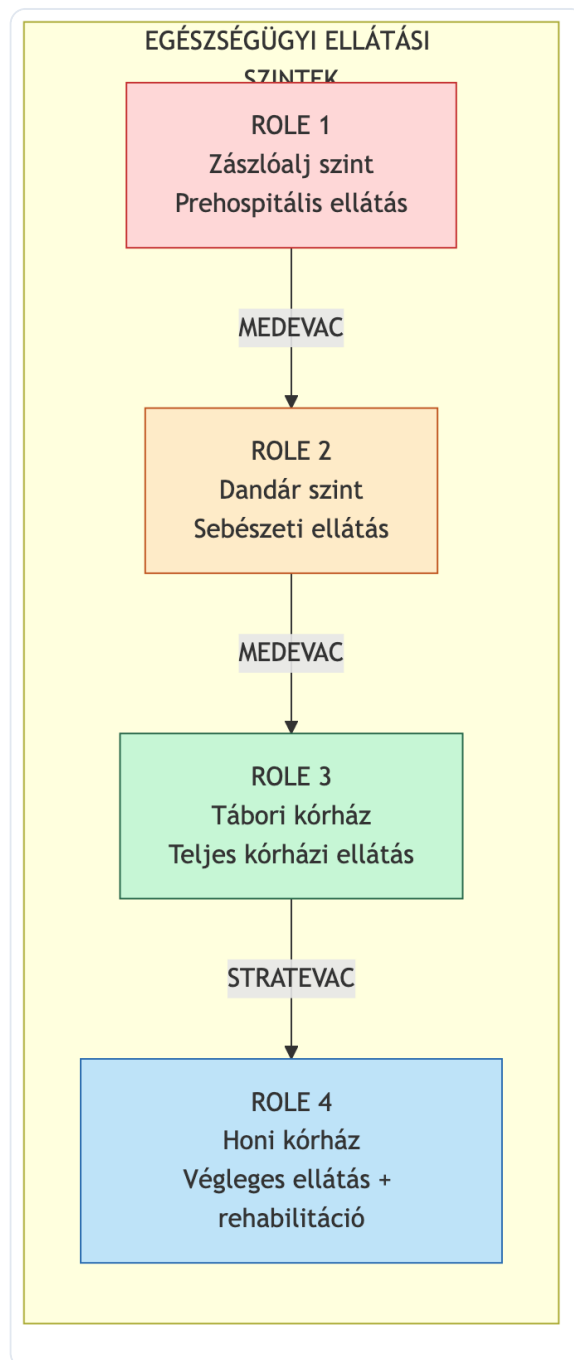 EGÉSZSÉGÜGYI ELLÁTÁSI
SZINTEK
ROLE 1
Zászlóalj szint
Prehospitális ellátás
MEDEVAC
ROLE 2
Dandár szint
Sebészeti ellátás
MEDEVAC
ROLE 3
Tábori kórház
Teljes kórházi ellátás
STRATEVAC
ROLE 4
Honi kórház
Végleges ellátás +
rehabilitáció